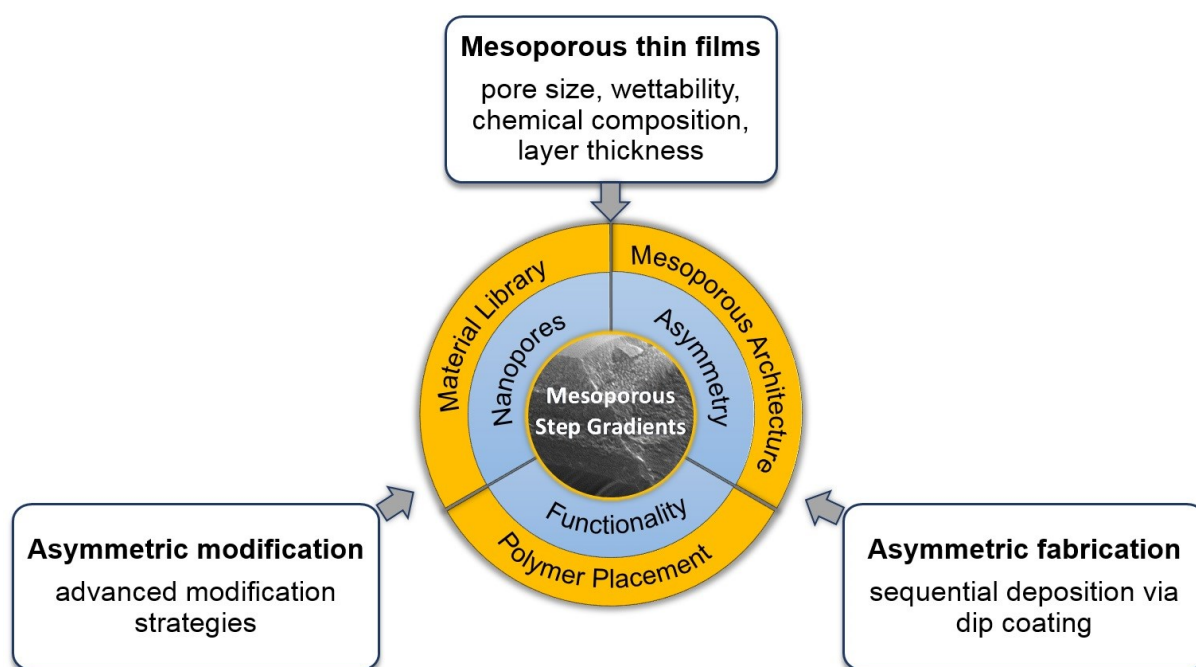 Mesoporous thin films
pore size, wettability,
chemical composition,
layer thickness
Material Library
Mesoporous Architecture
Nanopores
Asymmetry
Mesoporous
Step Gradients
Functionality
Polymer Placement
Asymmetric modification
advanced modification
strategies
Asymmetric fabrication
sequential deposition via
dip coating